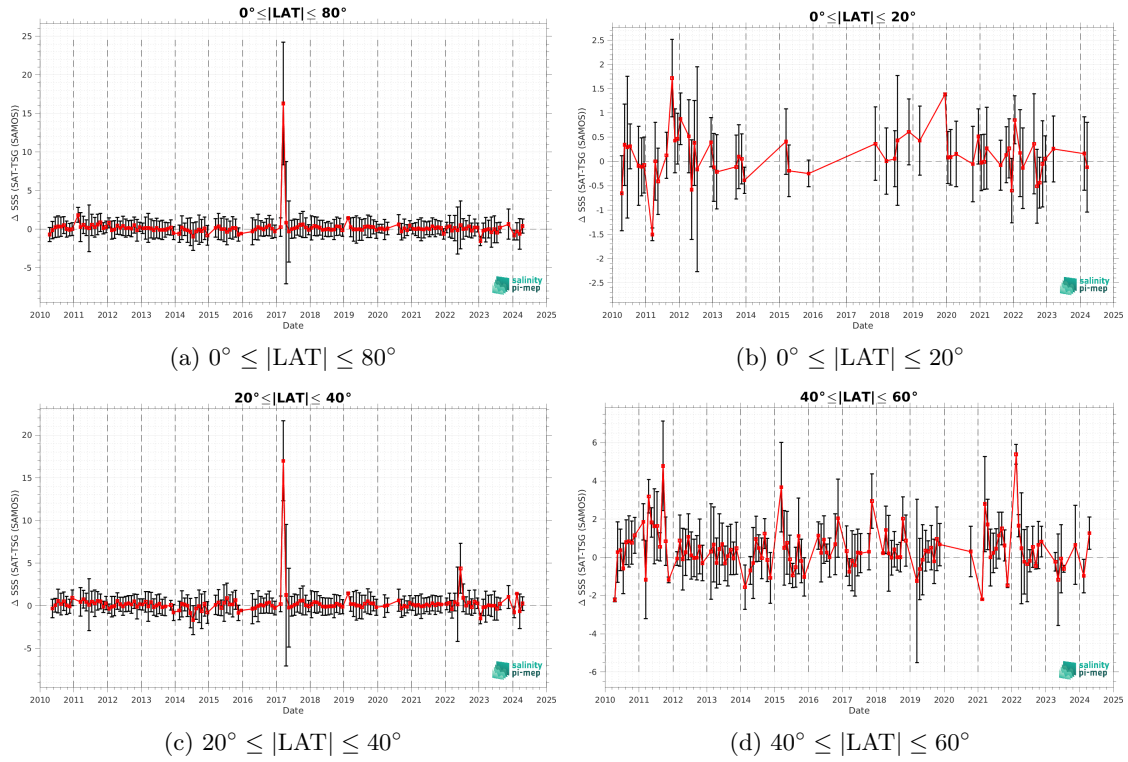 0°≤|LAT|≤ 80°
Δ SSS (SAT-TSG (SAMOS))
25
20
15
10
5
0
-5
2010 2011 2012 2013 2014 2015 2016 2017 2018 2019 2020 2021 2022 2023 2024 2025
Date
salinity
pi-mep
(a) 0° ≤ |LAT| ≤ 80°
0°≤|LAT|≤ 20°
Δ SSS (SAT-TSG (SAMOS))
2.5
2
1.5
1
0.5
0
-0.5
-1
-1.5
-2
-2.5
2010 2011 2012 2013 2014 2015 2016 2017 2018 2019 2020 2021 2022 2023 2024 2025
Date
salinity
pi-mep
(b) 0° ≤ |LAT| ≤ 20°
20°≤|LAT|≤ 40°
Δ SSS (SAT-TSG (SAMOS))
20
15
10
5
0
-5
2010 2011 2012 2013 2014 2015 2016 2017 2018 2019 2020 2021 2022 2023 2024 2025
Date
salinity
pi-mep
(c) 20° ≤ |LAT| ≤ 40°
40°≤|LAT|≤ 60°
Δ SSS (SAT-TSG (SAMOS))
6
4
2
0
-2
-4
-6
2010 2011 2012 2013 2014 2015 2016 2017 2018 2019 2020 2021 2022 2023 2024 2025
Date
salinity
pi-mep
(d) 40° ≤ |LAT| ≤ 60°